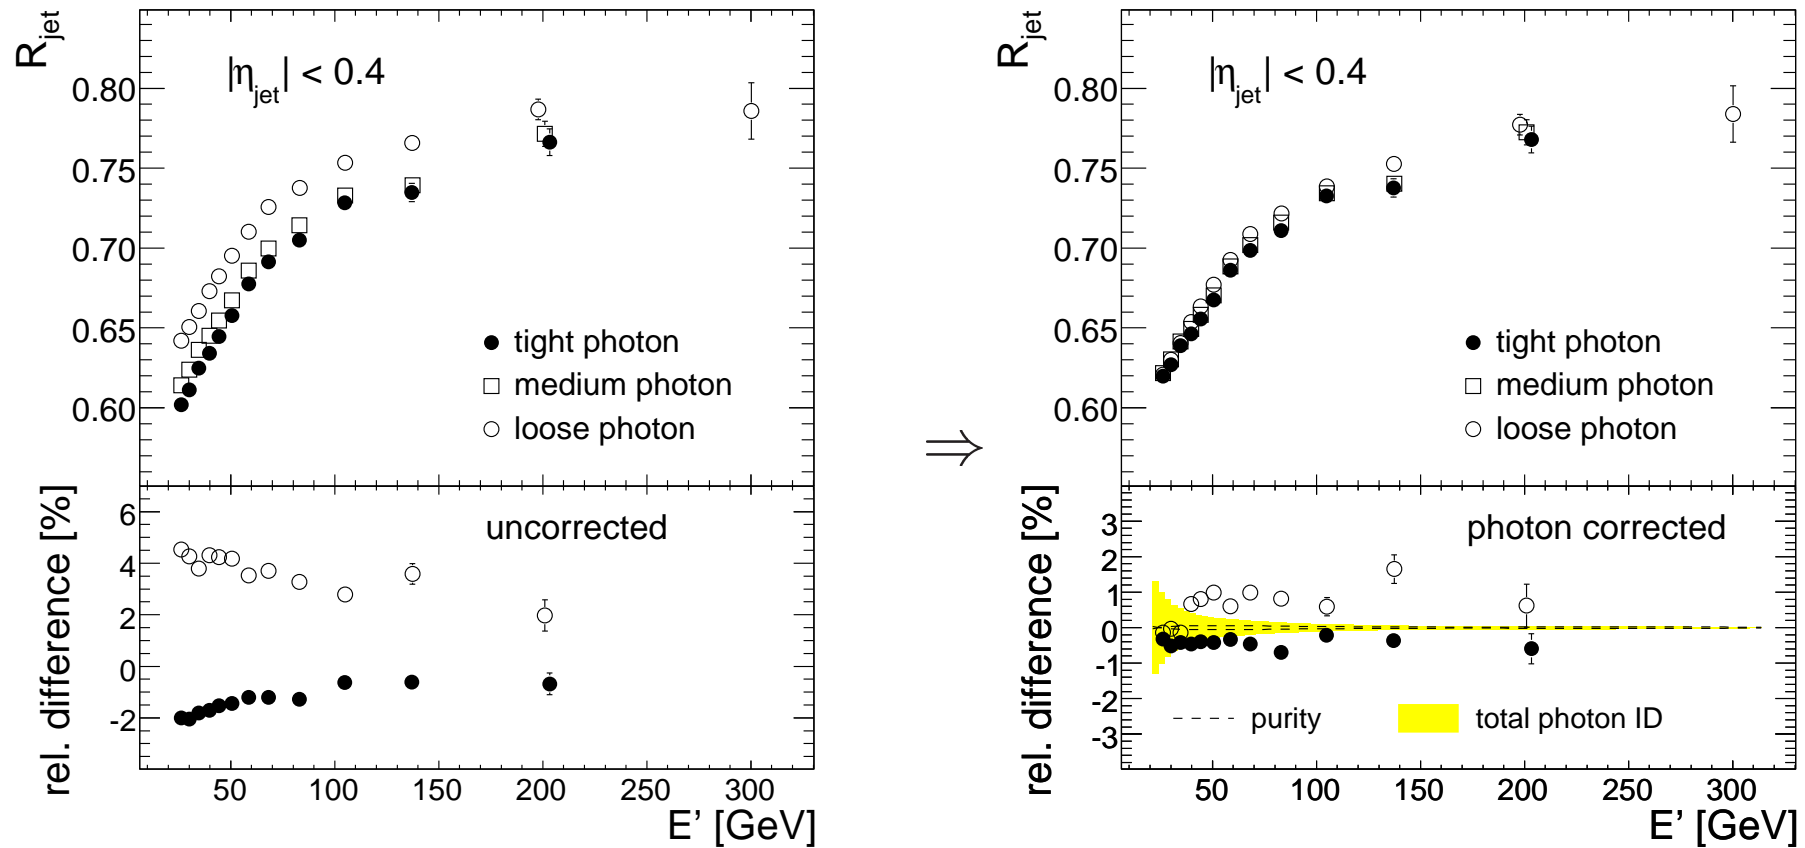 R_jet
|η_jet| < 0.4
0.80
0.75
0.70
0.65
0.60
tight photon
medium photon
loose photon
rel. difference [%]
uncorrected
6
4
2
0
-2
50 100 150 200 250 300
E' [GeV]
⇒
R_jet
|η_jet| < 0.4
0.80
0.75
0.70
0.65
0.60
tight photon
medium photon
loose photon
rel. difference [%]
photon corrected
3
2
1
0
-1
-2
-3
purity
total photon ID
50 100 150 200 250 300
E' [GeV]